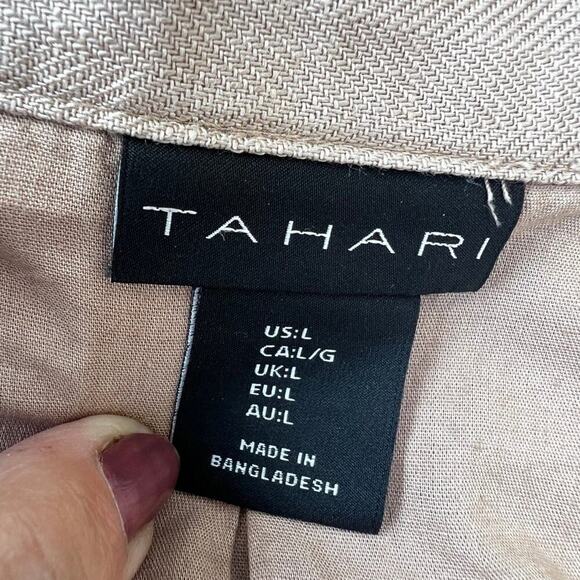 TAHARI
US:L
CA:L/G
UK:L
EU:L
AU:L
MADE IN
BANGLADESH